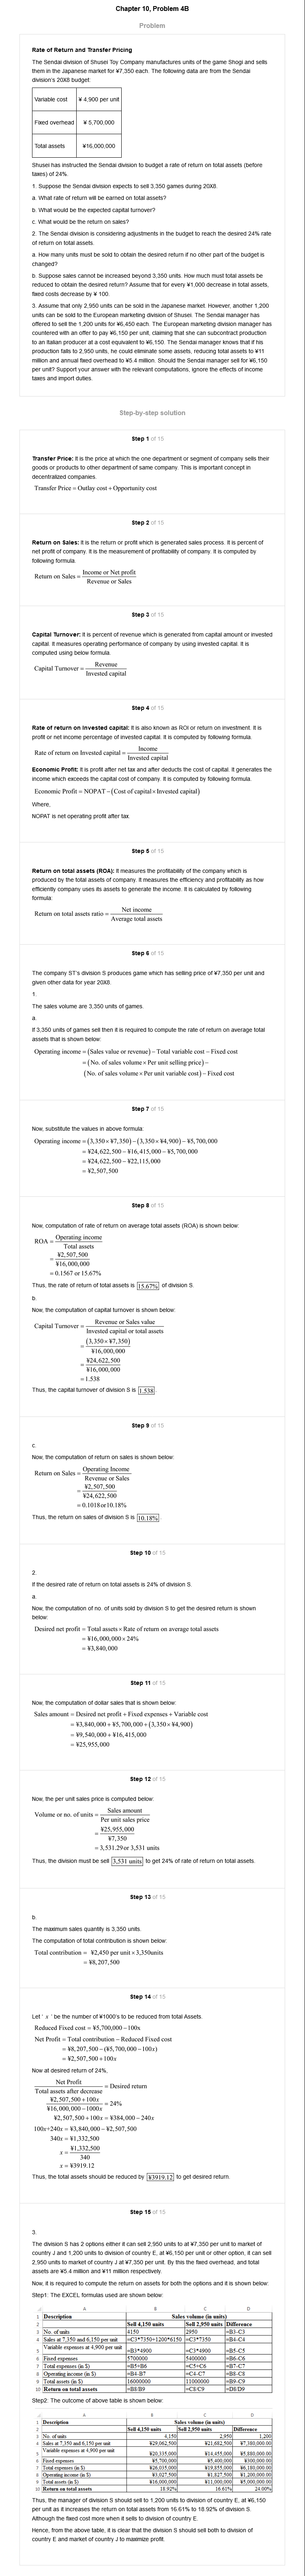 Chapter 10, Problem 4B
Problem
Rate of Return and Transfer Pricing
The Sendai division of Shusei Toy Company manufactures units of the game Shogi and sells
them in the Japanese market for ¥7,350 each. The following data are from the Sendai
division's 20X8 budget:
Variable cost ¥ 4,900 per unit
Fixed overhead ¥ 5,700,000
Total assets ¥16,000,000
Shusei has instructed the Sendai division to budget a rate of return on total assets (before
taxes) of 24%.
1. Suppose the Sendai division expects to sell 3,350 games during 20X8.
a. What rate of return will be earned on total assets?
b. What would be the expected capital turnover?
c. What would be the return on sales?
2. The Sendai division is considering adjustments in the budget to reach the desired 24% rate
of return on total assets.
a. How many units must be sold to obtain the desired return if no other part of the budget is
changed?
b. Suppose sales cannot be increased beyond 3,350 units. How much must total assets be
reduced to obtain the desired return? Assume that for every ¥1,000 decrease in total assets,
fixed costs decrease by ¥ 100.
3. Assume that only 2,950 units can be sold in the Japanese market. However, another 1,200
units can be sold to the European marketing division of Shusei. The Sendai manager has
offered to sell the 1,200 units for ¥6,450 each. The European marketing division manager has
countered with an offer to pay ¥6,150 per unit, claiming that she can subcontract production
to an Italian producer at a cost equivalent to ¥6,150. The Sendai manager knows that if his
production falls to 2,950 units, he could eliminate some assets, reducing total assets to ¥11
million and annual fixed overhead to ¥5.4 million. Should the Sendai manager sell for ¥6,150
per unit? Support your answer with the relevant computations, ignore the effects of income
taxes and import duties.
Step-by-step solution
Step 1 of 15
Transfer Price: It is the price at which the one department or segment of company sells their
goods or products to other department of same company. This is important concept in
decentralized companies.
Transfer Price = Outlay cost + Opportunity cost
Step 2 of 15
Return on Sales: It is the return or profit which is generated sales process. It is percent of
net profit of company. It is the measurement of profitability of company. It is computed by
following formula.
Return on Sales = Income or Net profit / Revenue or Sales
Step 3 of 15
Capital Turnover: It is percent of revenue which is generated from capital amount or invested
capital. It measures operating performance of company by using invested capital. It is
computed using below formula.
Capital Turnover = Revenue / Invested capital
Step 4 of 15
Rate of return on invested capital: It is also known as ROI or return on investment. It is
profit or net income percentage of invested capital. It is computed by following formula.
Rate of return on Invested capital = Income / Invested capital
Economic Profit: It is profit after net tax and after deducts the cost of capital. It generates the
income which exceeds the capital cost of company. It is computed by following formula.
Economic Profit = NOPAT − (Cost of capital × Invested capital)
Where,
NOPAT is net operating profit after tax.
Step 5 of 15
Return on total assets (ROA): It measures the profitability of the company which is
produced by the total assets of company. It measures the efficiency and profitability as how
efficiently company uses its assets to generate the income. It is calculated by following
formula:
Return on total assets ratio = Net income / Average total assets
Step 6 of 15
The company ST's division S produces game which has selling price of ¥7,350 per unit and
given other data for year 20X8.
1.
The sales volume are 3,350 units of games.
a.
If 3,350 units of games sell then it is required to compute the rate of return on average total
assets that is shown below:
Operating income = (Sales value or revenue) − Total variable cost − Fixed cost
= (No. of sales volume × Per unit selling price) −
(No. of sales volume × Per unit variable cost) − Fixed cost
Step 7 of 15
Now, substitute the values in above formula:
Operating income = (3,350 × ¥7,350) − (3,350 × ¥4,900) − ¥5,700,000
= ¥24,622,500 − ¥16,415,000 − ¥5,700,000
= ¥24,622,500 − ¥22,115,000
= ¥2,507,500
Step 8 of 15
Now, computation of rate of return on average total assets (ROA) is shown below:
ROA = Operating income / Total assets
= ¥2,507,500 / ¥16,000,000
= 0.1567 or 15.67%
Thus, the rate of return of total assets is 15.67% of division S.
b.
Now, the computation of capital turnover is shown below:
Capital Turnover = Revenue or Sales value / Invested capital or total assets
= (3,350 × ¥7,350) / ¥16,000,000
= ¥24,622,500 / ¥16,000,000
= 1.538
Thus, the capital turnover of division S is 1.538.
Step 9 of 15
c.
Now, the computation of return on sales is shown below:
Return on Sales = Operating Income / Revenue or Sales
= ¥2,507,500 / ¥24,622,500
= 0.1018 or 10.18%
Thus, the return on sales of division S is 10.18%.
Step 10 of 15
2.
If the desired rate of return on total assets is 24% of division S.
a.
Now, the computation of no. of units sold by division S to get the desired return is shown
below:
Desired net profit = Total assets × Rate of return on average total assets
= ¥16,000,000 × 24%
= ¥3,840,000
Step 11 of 15
Now, the computation of dollar sales that is shown below:
Sales amount = Desired net profit + Fixed expenses + Variable cost
= ¥3,840,000 + ¥5,700,000 + (3,350 × ¥4,900)
= ¥9,540,000 + ¥16,415,000
= ¥25,955,000
Step 12 of 15
Now, the per unit sales price is computed below:
Volume or no. of units = Sales amount / Per unit sales price
= ¥25,955,000 / ¥7,350
= 3,531.29 or 3,531 units
Thus, the division must be sell 3,531 units to get 24% of rate of return on total assets.
Step 13 of 15
b.
The maximum sales quantity is 3,350 units.
The computation of total contribution is shown below:
Total contribution = ¥2,450 per unit × 3,350units
= ¥8,207,500
Step 14 of 15
Let ' x ' be the number of ¥1000's to be reduced from total Assets.
Reduced Fixed cost = ¥5,700,000 − 100x
Net Profit = Total contribution − Reduced Fixed cost
= ¥8,207,500 − (¥5,700,000 − 100x)
= ¥2,507,500 + 100x
Now at desired return of 24%,
Net Profit / Total assets after decrease = Desired return
¥2,507,500 + 100x / ¥16,000,000 − 1000x = 24%
¥2,507,500 + 100x = ¥384,000 − 240x
100x+240x = ¥3,840,000 − ¥2,507,500
340x = ¥1,332,500
x = ¥1,332,500 / 340
x = ¥3919.12
Thus, the total assets should be reduced by ¥3919.12 to get desired return.
Step 15 of 15
3.
The division S has 2 options either it can sell 2,950 units to at ¥7,350 per unit to market of
country J and 1,200 units to division of country E, at ¥6,150 per unit or other option, it can sell
2,950 units to market of country J at ¥7,350 per unit. By this the fixed overhead, and total
assets are ¥5.4 million and ¥11 million respectively.
Now, it is required to compute the return on assets for both the options and it is shown below:
Step1: The EXCEL formulas used are shown below:
A B C D
1 Description Sales volume (in units)
2 Sell 4,150 units Sell 2,950 units Difference
3 No. of units 4150 2950 =B3-C3
4 Sales at 7,350 and 6,150 per unit =C3*7350+1200*6150 =C3*7350 =B4-C4
5 Variable expenses at 4,900 per unit =B3*4900 =C3*4900 =B5-C5
6 Fixed expenses 5700000 5400000 =B6-C6
7 Total expenses (in $) =B5+B6 =C5+C6 =B7-C7
8 Operating income (in $) =B4-B7 =C4-C7 =B8-C8
9 Total assets (in $) 16000000 11000000 =B9-C9
10 Return on total assets =B8/B9 =C8/C9 =D8/D9
Step2: The outcome of above table is shown below:
A B C D
1 Description Sales volume (in units)
2 Sell 4,150 units Sell 2,950 units Difference
3 No. of units 4,150 2,950 1,200
4 Sales at 7,350 and 6,150 per unit ¥29,062,500 ¥21,682,500 ¥7,380,000.00
5 Variable expenses at 4,900 per unit ¥20,335,000 ¥14,455,000 ¥5,880,000.00
6 Fixed expenses ¥5,700,000 ¥5,400,000 ¥300,000.00
7 Total expenses (in $) ¥26,035,000 ¥19,855,000 ¥6,180,000.00
8 Operating income (in $) ¥3,027,500 ¥1,827,500 ¥1,200,000.00
9 Total assets (in $) ¥16,000,000 ¥11,000,000 ¥5,000,000.00
10 Return on total assets 18.92% 16.61% 24.00%
Thus, the manager of division S should sell to 1,200 units to division of country E, at ¥6,150
per unit as it increases the return on total assets from 16.61% to 18.92% of division S.
Although the fixed cost more when it sells to division of country E.
Hence, from the above table, it is clear that the division S should sell both to division of
country E and market of country J to maximize profit.